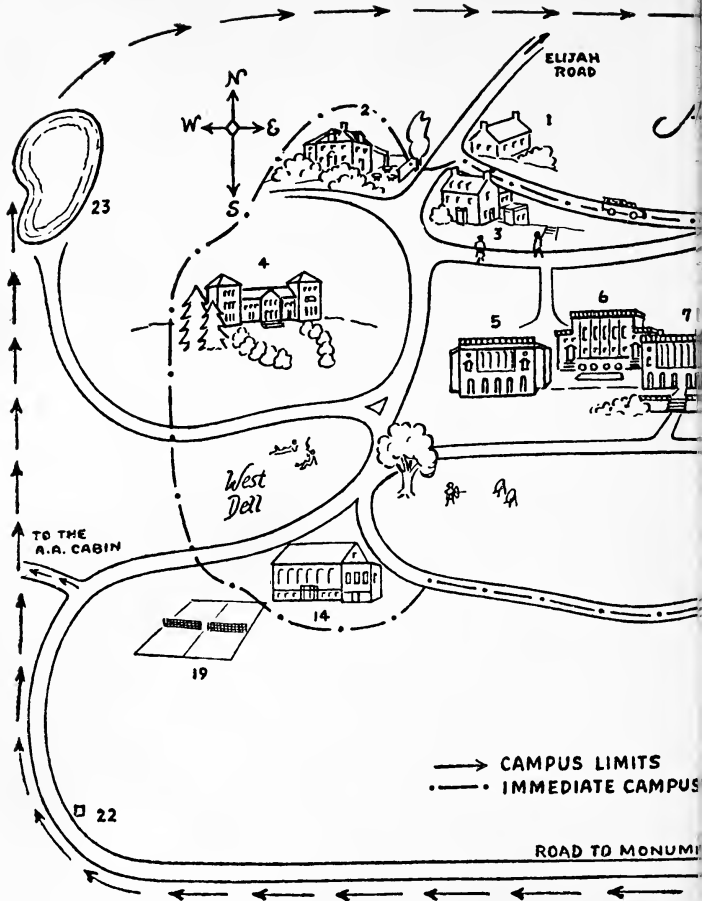 ELIJAH
ROAD
N
W
E
S
2
1
3
23
4
5
6
7
West
Dell
TO THE
A.A. CABIN
14
19
CAMPUS LIMITS
IMMEDIATE CAMPUS
22
ROAD TO